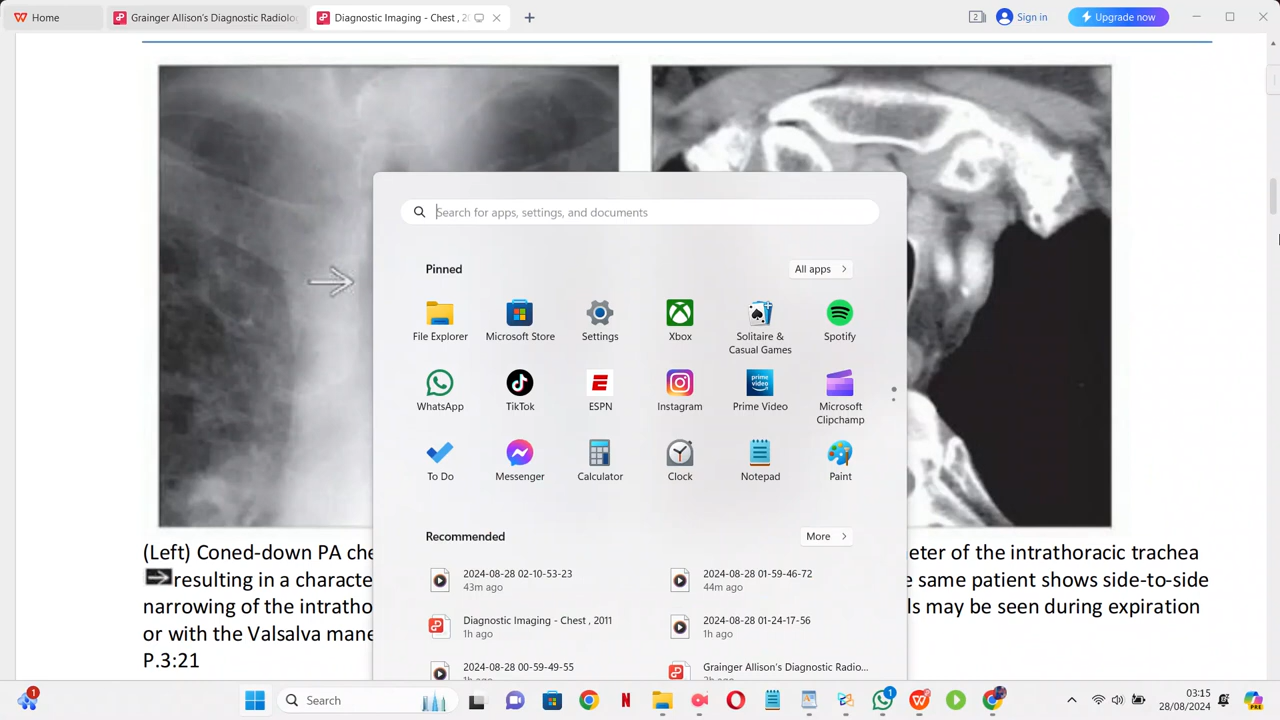 Home
Grainger Allison's Diagnostic Radiolo
Diagnostic Imaging - Chest , 20
2
Sign in
Upgrade now
Search for apps, settings, and documents
Pinned
All apps
File Explorer
Microsoft Store
Settings
Xbox
Solitaire &
Casual Games
Spotify
WhatsApp
TikTok
ESPN
Instagram
Prime Video
Microsoft
Clipchamp
To Do
Messenger
Calculator
Clock
Notepad
Paint
Recommended
More
2024-08-28 02-10-53-23
43m ago
2024-08-28 01-59-46-72
44m ago
Diagnostic Imaging - Chest , 2011
1h ago
2024-08-28 01-24-17-56
1h ago
2024-08-28 00-59-49-55
Grainger Allison's Diagnostic Radio...
(Left) Coned-down PA che
eter of the intrathoracic trachea
resulting in a characte
same patient shows side-to-side
narrowing of the intratho
ls may be seen during expiration
or with the Valsalva mane
P.3:21
1
Search
1
03:15
28/08/2024